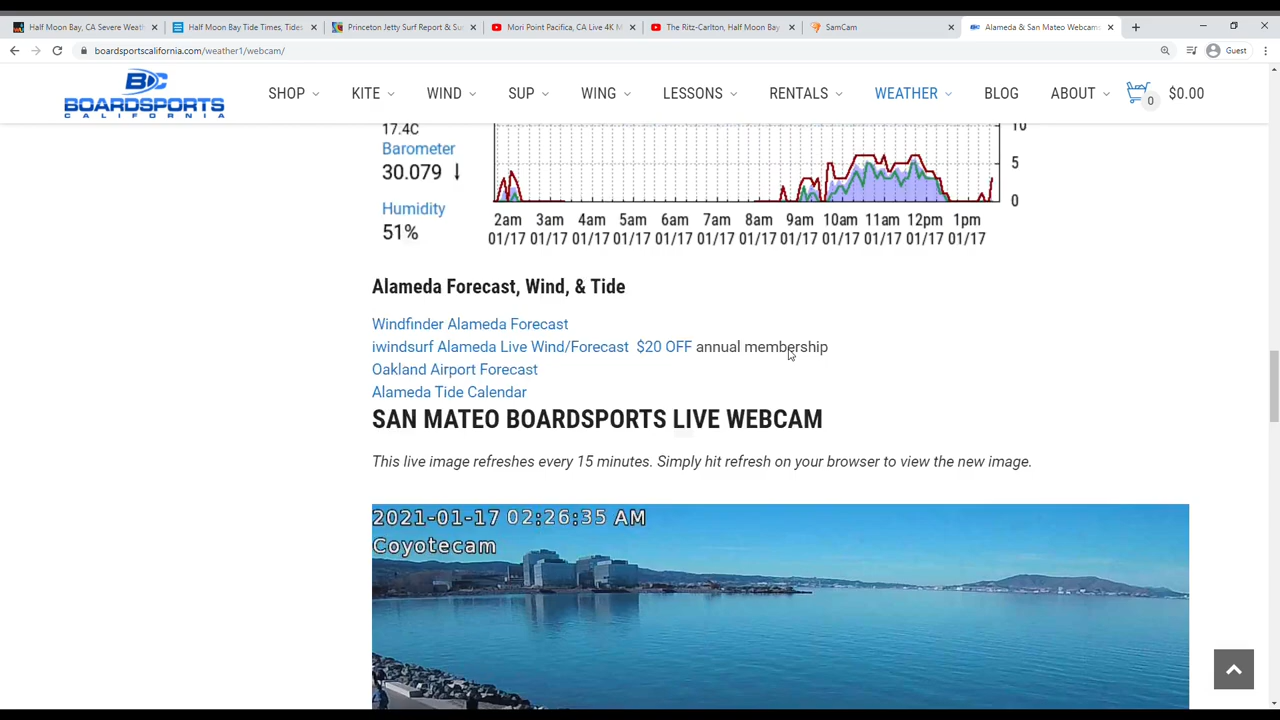 Half Moon Bay, CA Severe Weath
Half Moon Bay Tide Times, Tides
Princeton Jetty Surf Report & Su
Mori Point Pacifica, CA Live 4K M
The Ritz-Carlton, Half Moon Bay
SamCam
Alameda & San Mateo Webcams
boardsportscalifornia.com/weather1/webcam/
Guest
BOARDSPORTS
CALIFORNIA
SHOP KITE WIND SUP WING LESSONS RENTALS WEATHER BLOG ABOUT 0 $0.00
17.4C
10
Barometer
30.079
5
Humidity
51%
0
2am 3am 4am 5am 6am 7am 8am 9am 10am 11am 12pm 1pm
01/17 01/17 01/17 01/17 01/17 01/17 01/17 01/17 01/17 01/17 01/17 01/17
Alameda Forecast, Wind, & Tide
Windfinder Alameda Forecast
iwindsurf Alameda Live Wind/Forecast $20 OFF annual membership
Oakland Airport Forecast
Alameda Tide Calendar
SAN MATEO BOARDSPORTS LIVE WEBCAM
This live image refreshes every 15 minutes. Simply hit refresh on your browser to view the new image.
2021-01-17 02:26:35 AM
Coyotecam